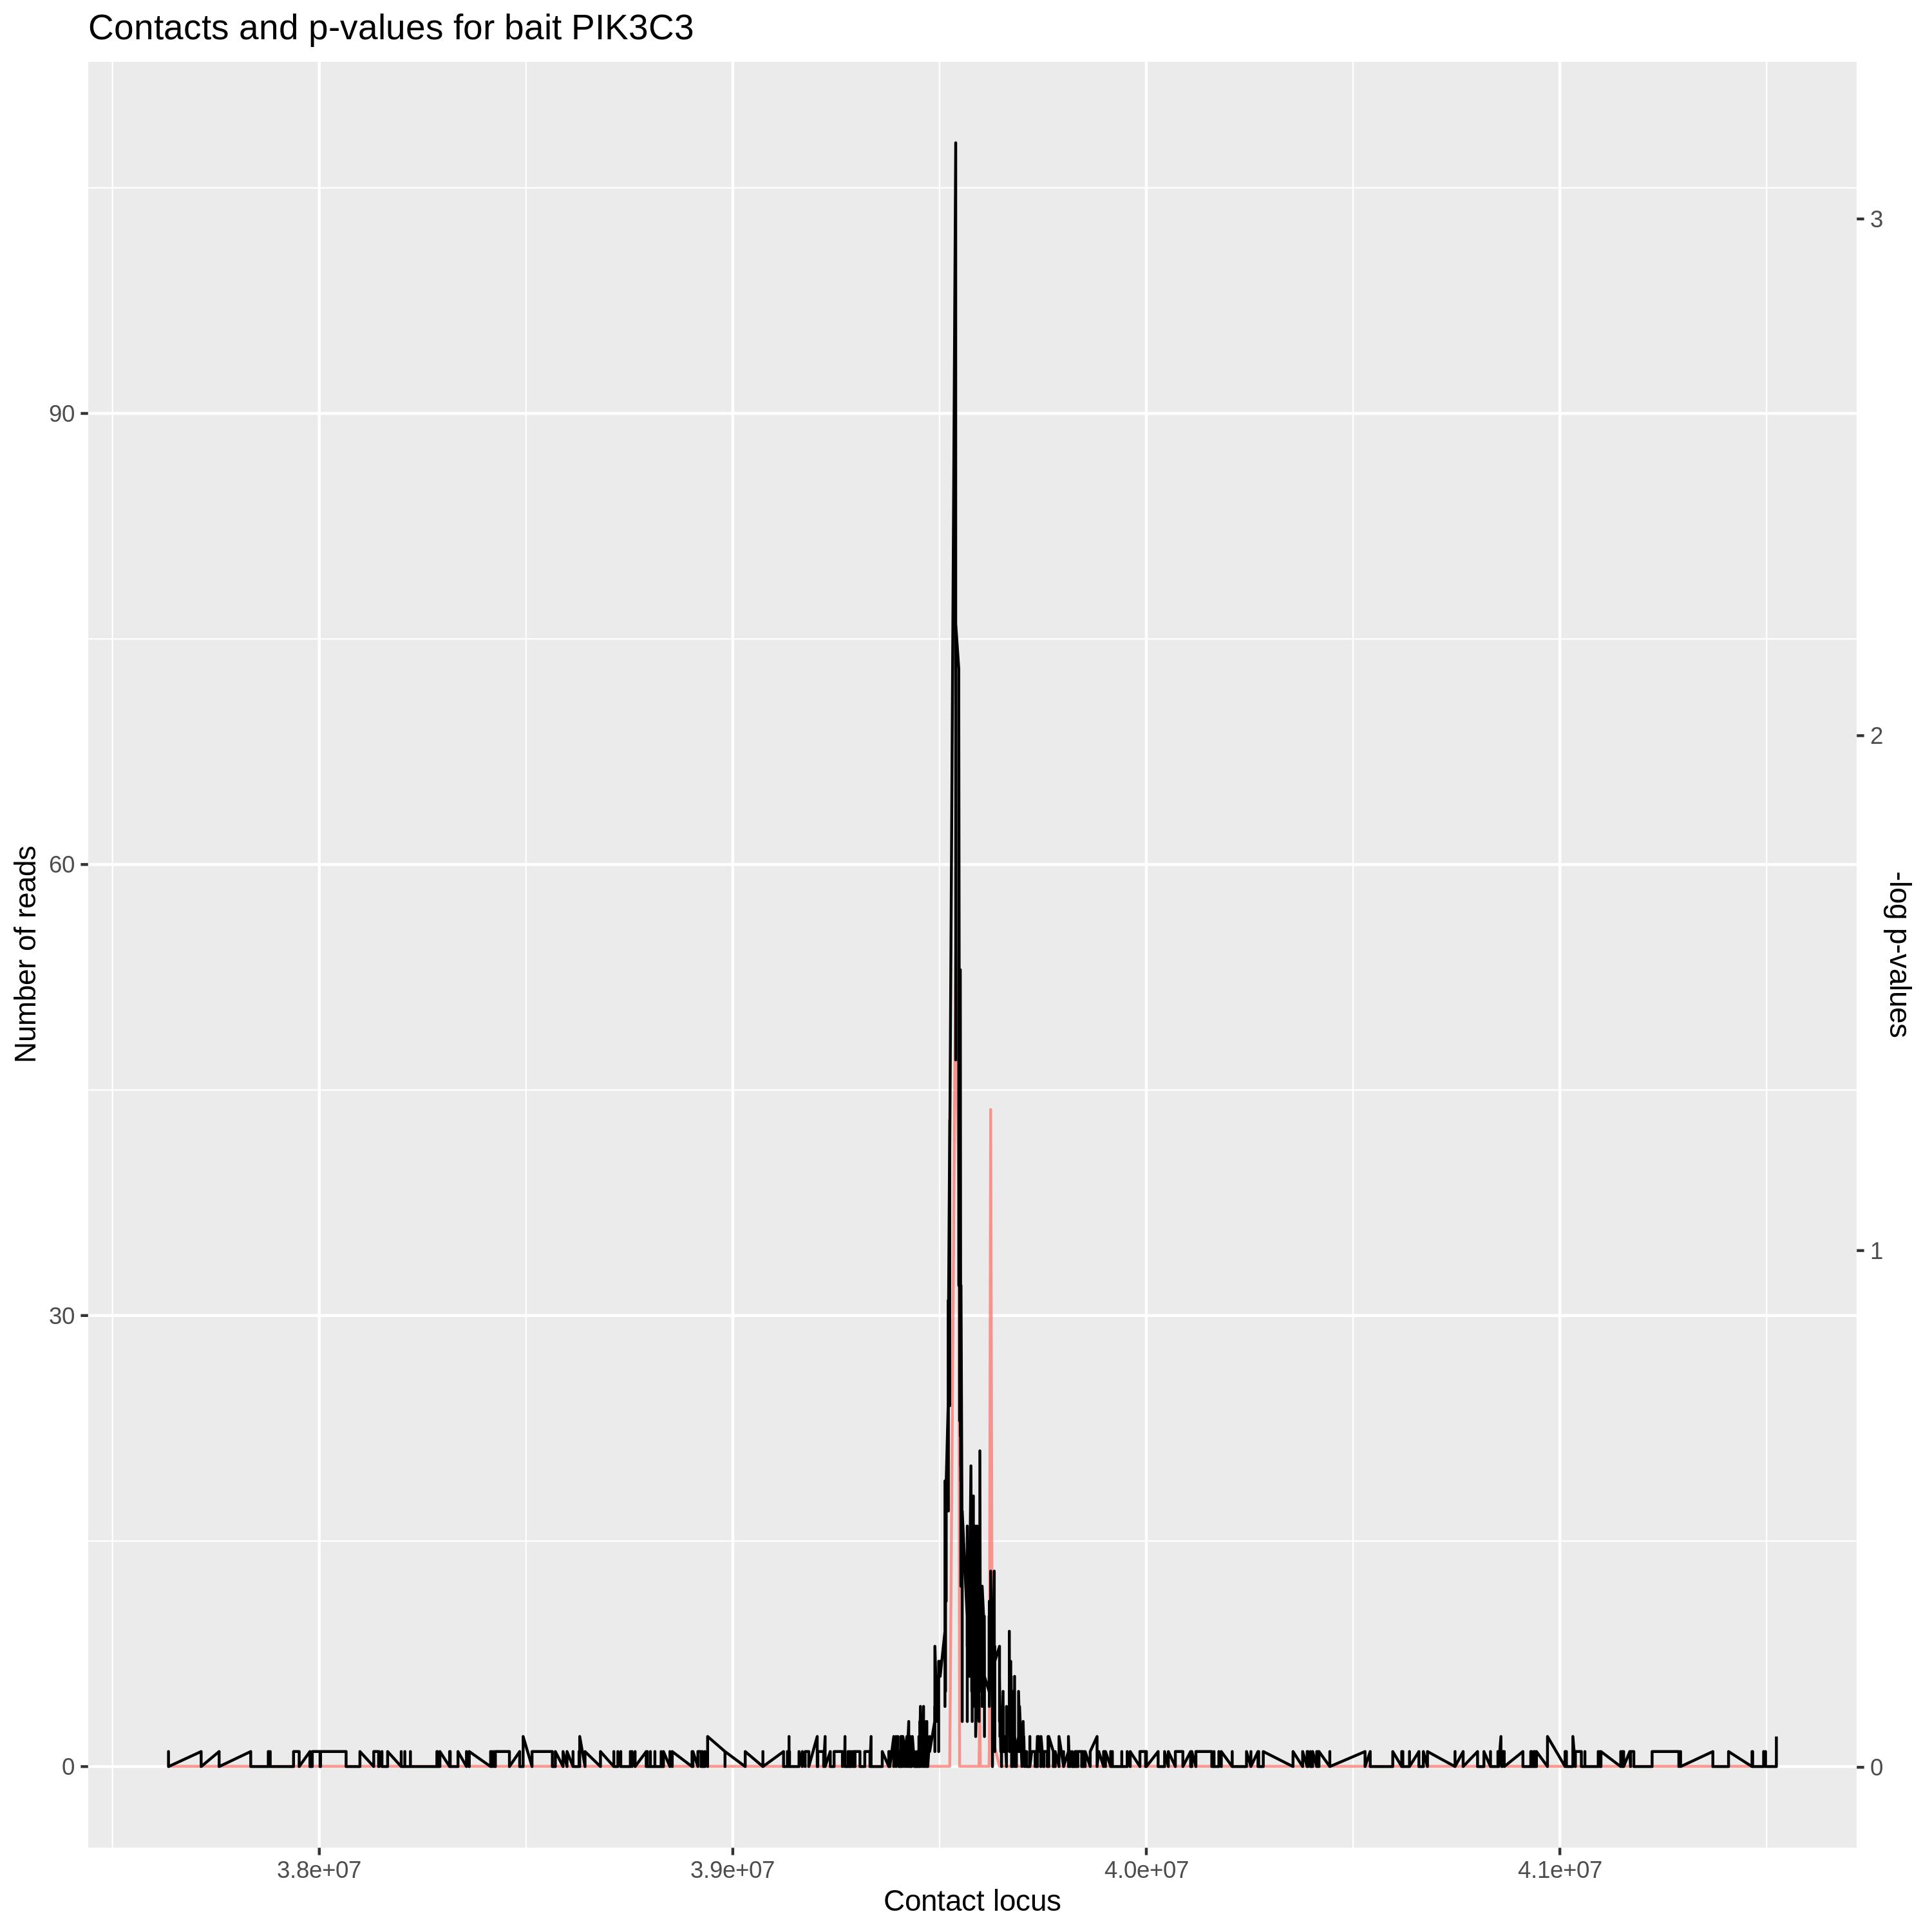 Contacts and p-values for bait PIK3C3
Number of reads
90
60
30
0
3
2
1
0
-log p-values
3.8e+07
3.9e+07
4.0e+07
4.1e+07
Contact locus